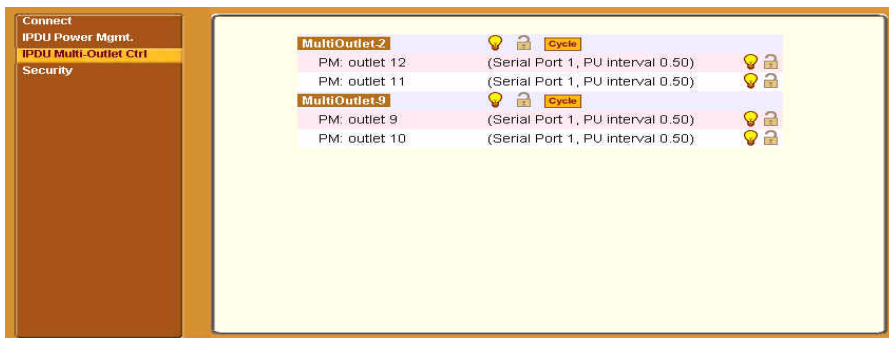 Connect
IPDU Power Mgmt.
IPDU Multi-Outlet Ctrl
Security
MultiOutlet-2 Cycle
PM: outlet 12 (Serial Port 1, PU interval 0.50)
PM: outlet 11 (Serial Port 1, PU interval 0.50)
MultiOutlet-9 Cycle
PM: outlet 9 (Serial Port 1, PU interval 0.50)
PM: outlet 10 (Serial Port 1, PU interval 0.50)